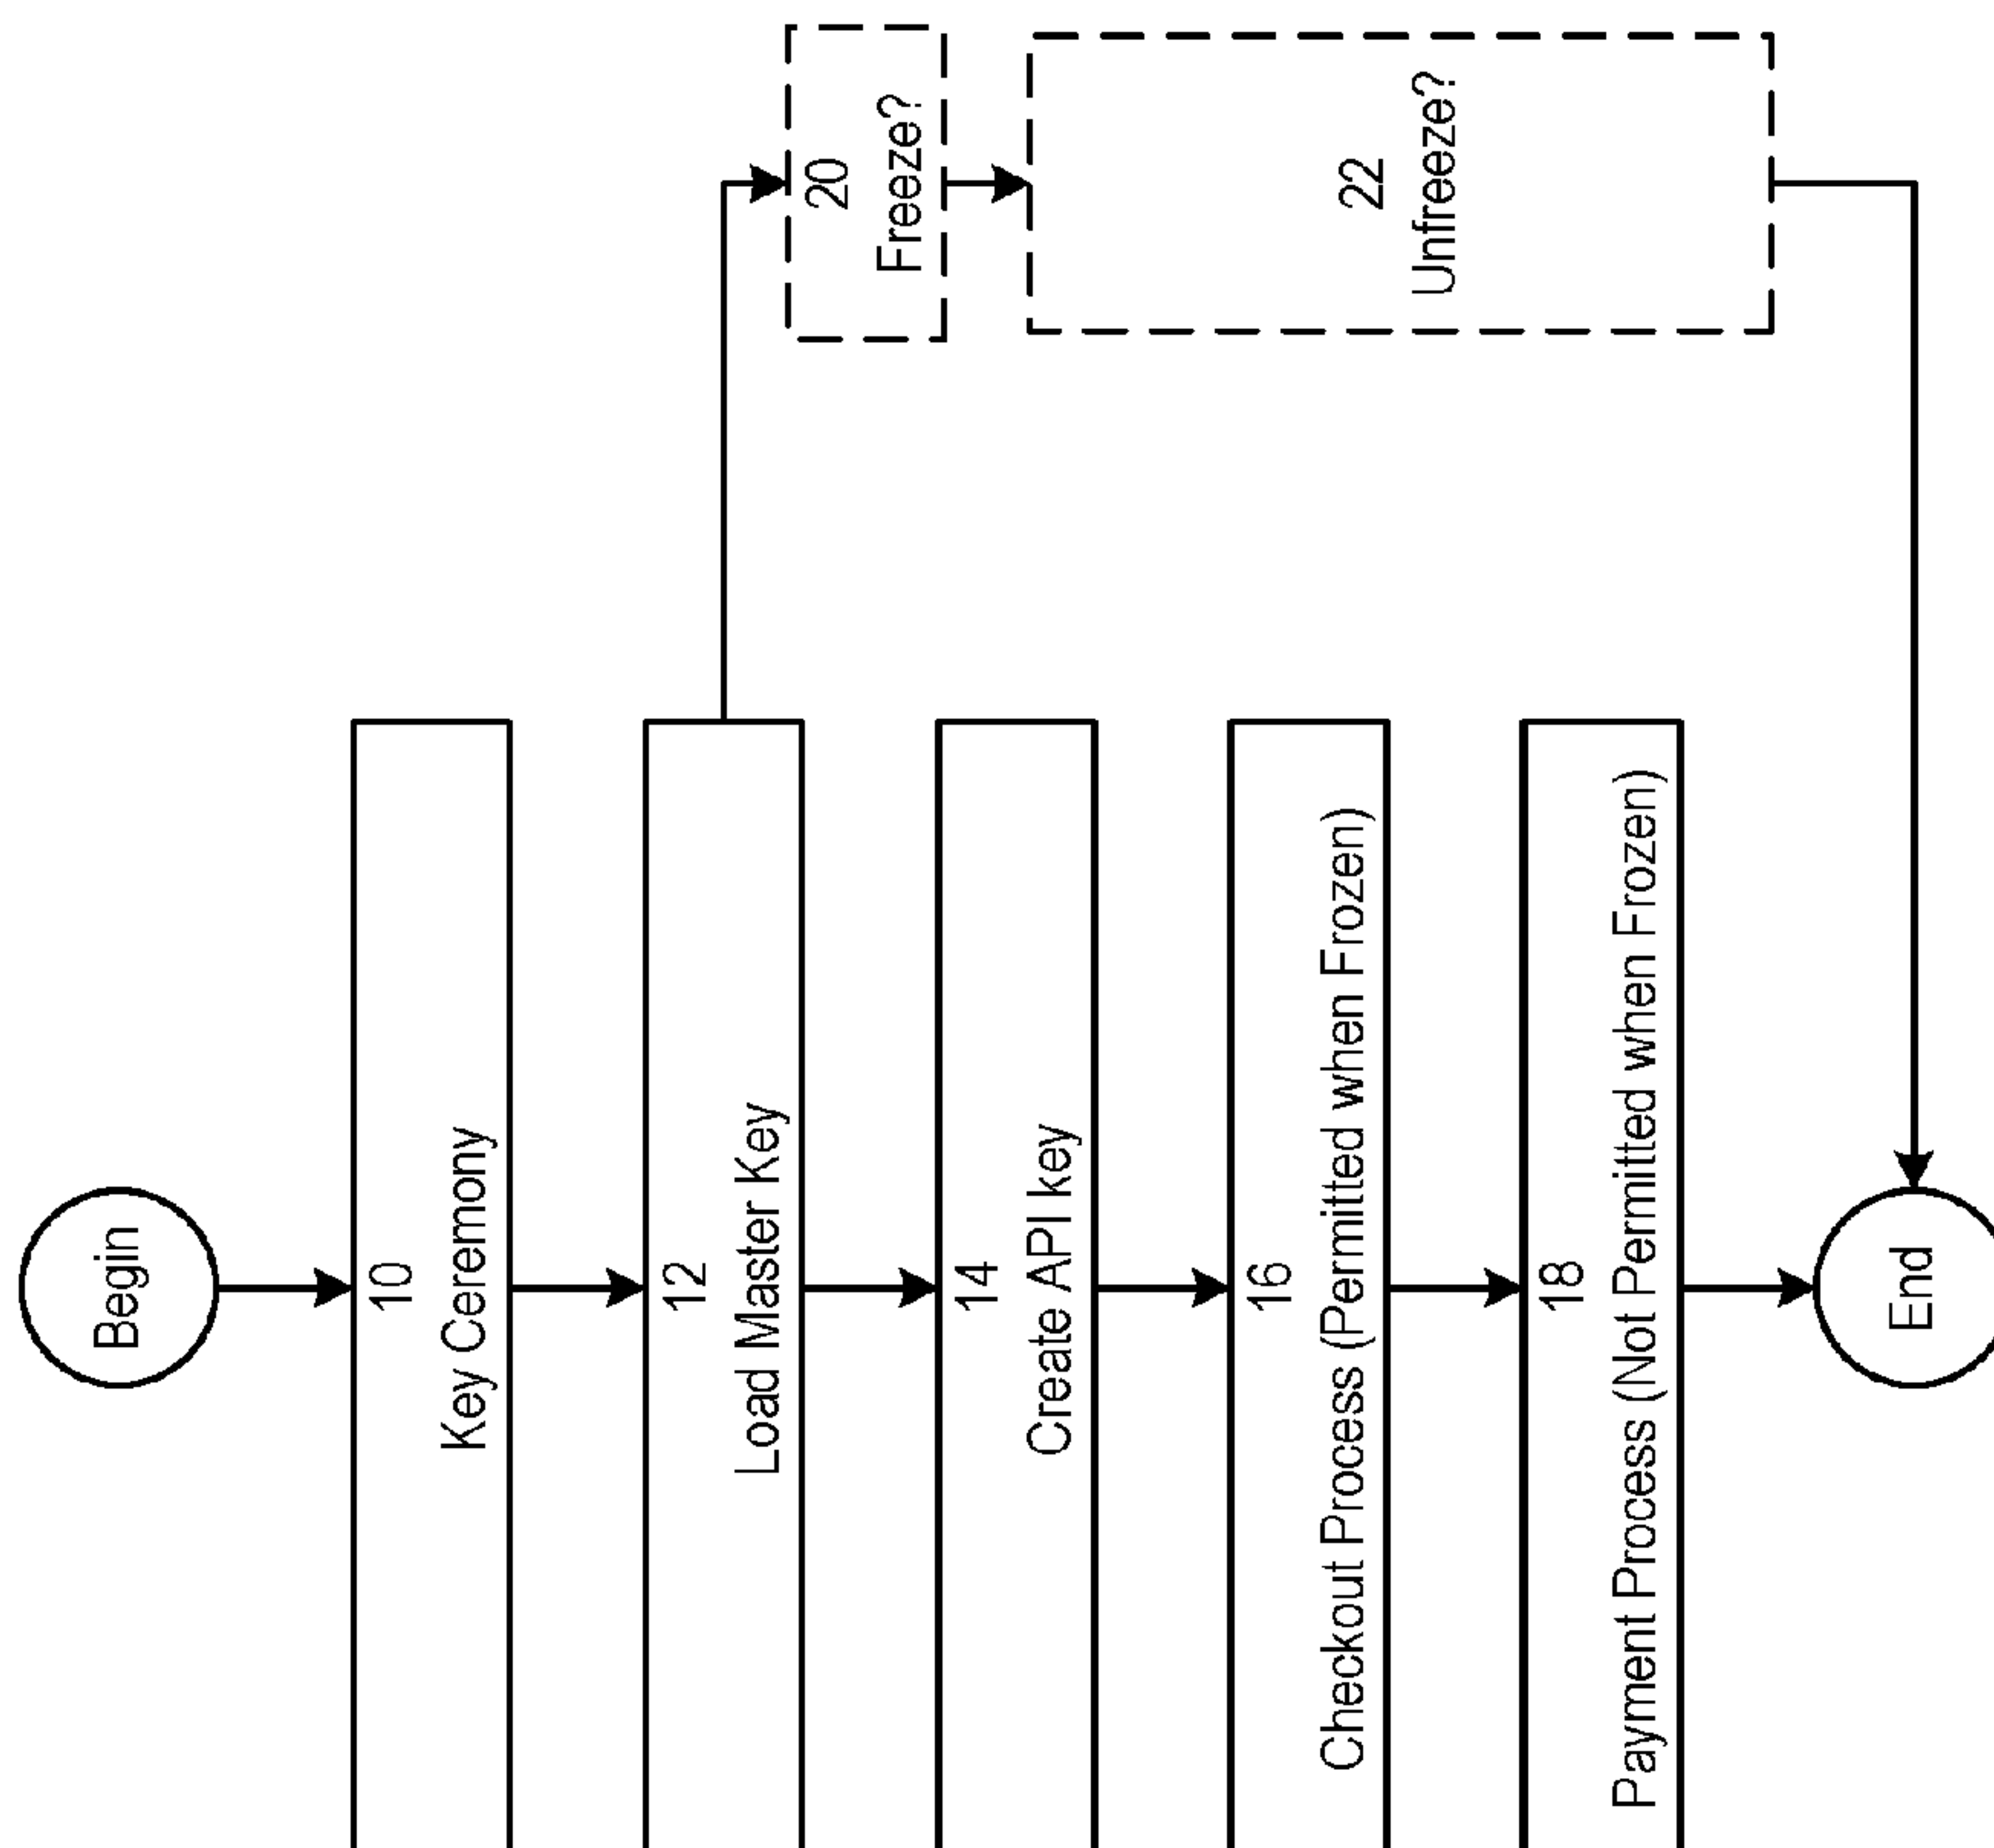 Begin
10
Key Ceremony
12
Load Master Key
14
Create API key
16
Checkout Process (Permitted when Frozen)
18
Payment Process (Not Permitted when Frozen)
End
20
Freeze?
22
Unfreeze?